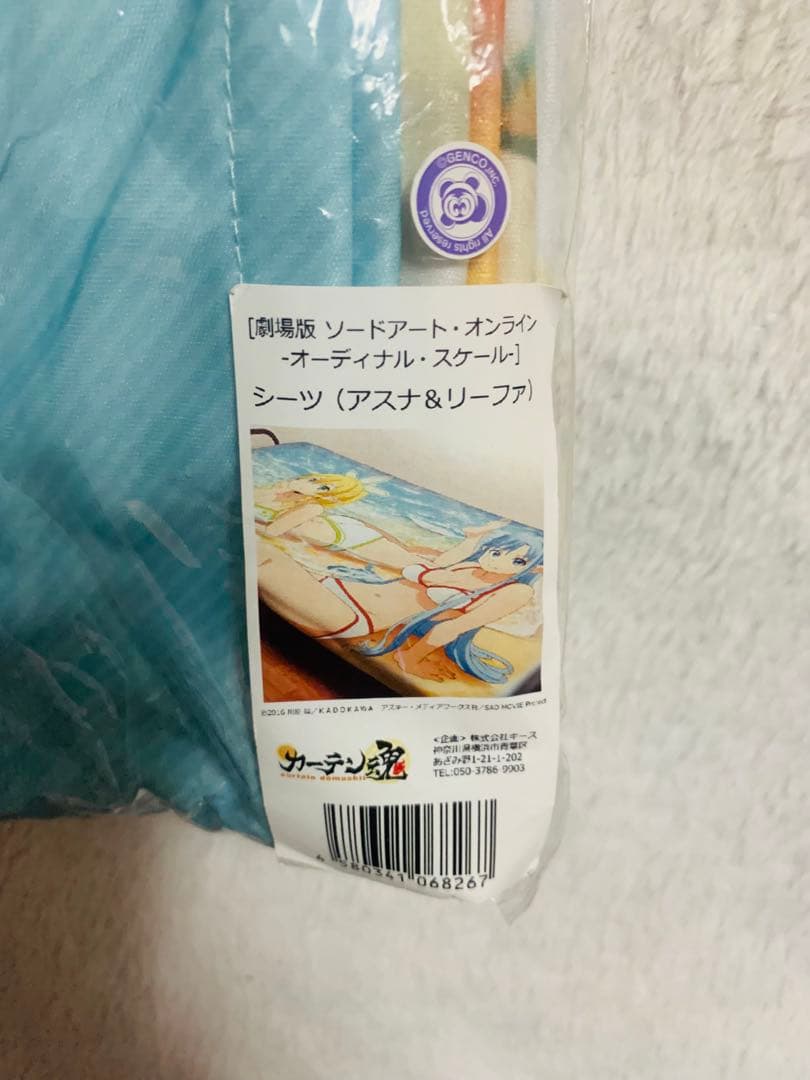 ©GENCO,INC.
All rights reserved
[劇場版 ソードアート・オンライン
-オーディナル・スケール-]
シーツ（アスナ＆リーファ）
©2016 川原 礫／KADOKAWA アスキー・メディアワークス刊／SAO MOVIE Project
カーテン魂
curtain damashii
<企画> 株式会社キース
神奈川県横浜市青葉区
あざみ野1-21-1-202
TEL:050-3786-9903
4 580341 068267